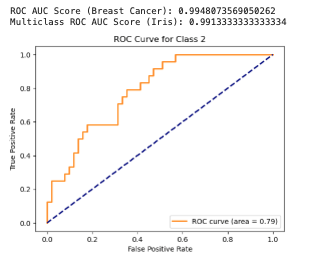 ROC AUC Score (Breast Cancer): 0.9948073569050262
Multiclass ROC AUC Score (Iris): 0.9913333333333334
ROC Curve for Class 2
1.0
0.8
0.6
0.4
0.2
0.0
True Positive Rate
ROC curve (area = 0.79)
0.0 0.2 0.4 0.6 0.8 1.0
False Positive Rate